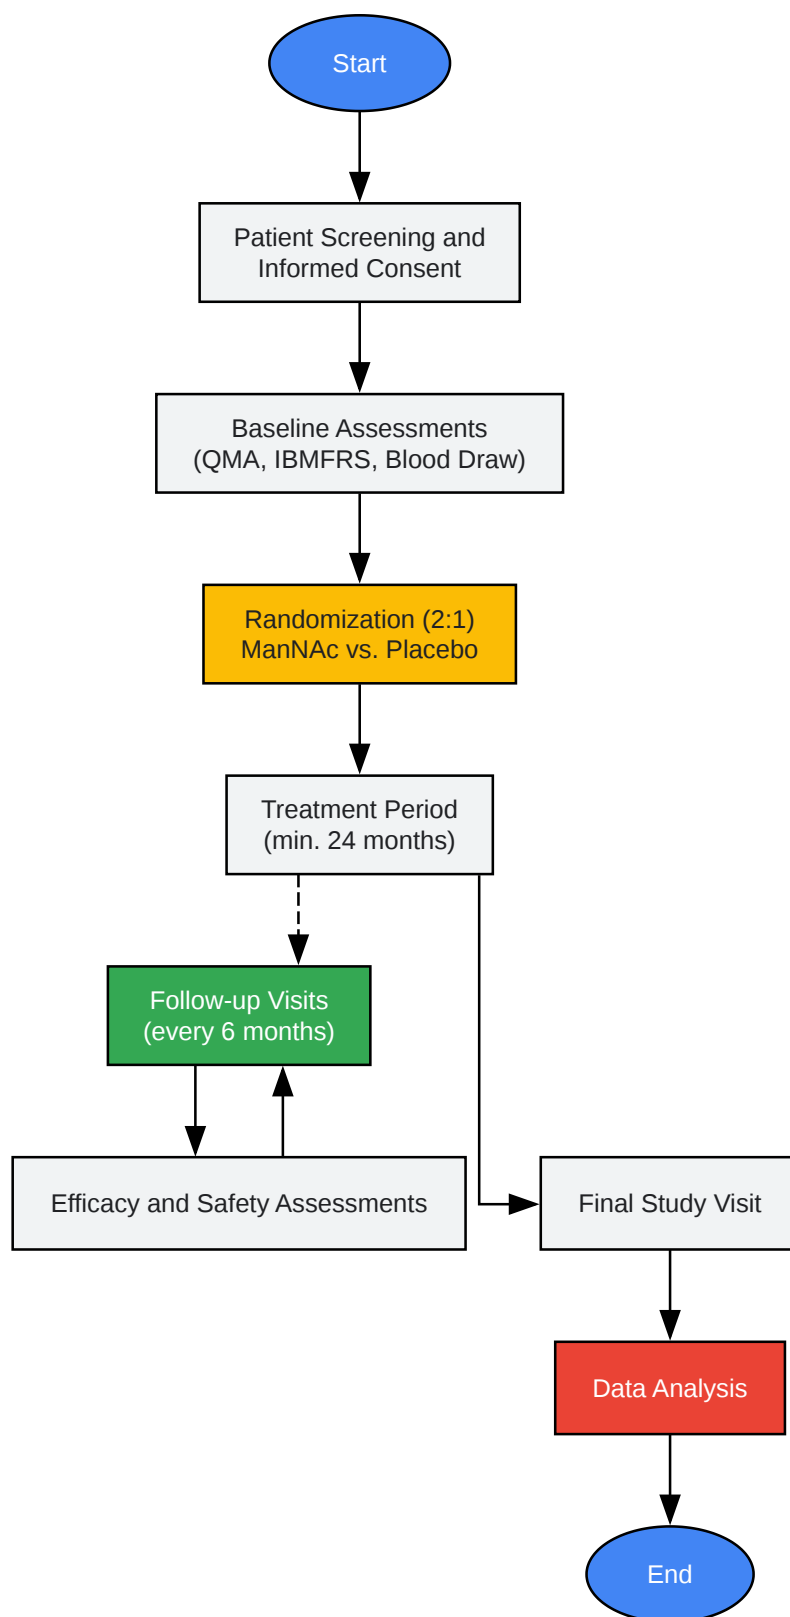 Start
Patient Screening and
Informed Consent
Baseline Assessments
(QMA, IBMFRS, Blood Draw)
Randomization (2:1)
ManNAc vs. Placebo
Treatment Period
(min. 24 months)
Follow-up Visits
(every 6 months)
Efficacy and Safety Assessments
Final Study Visit
Data Analysis
End